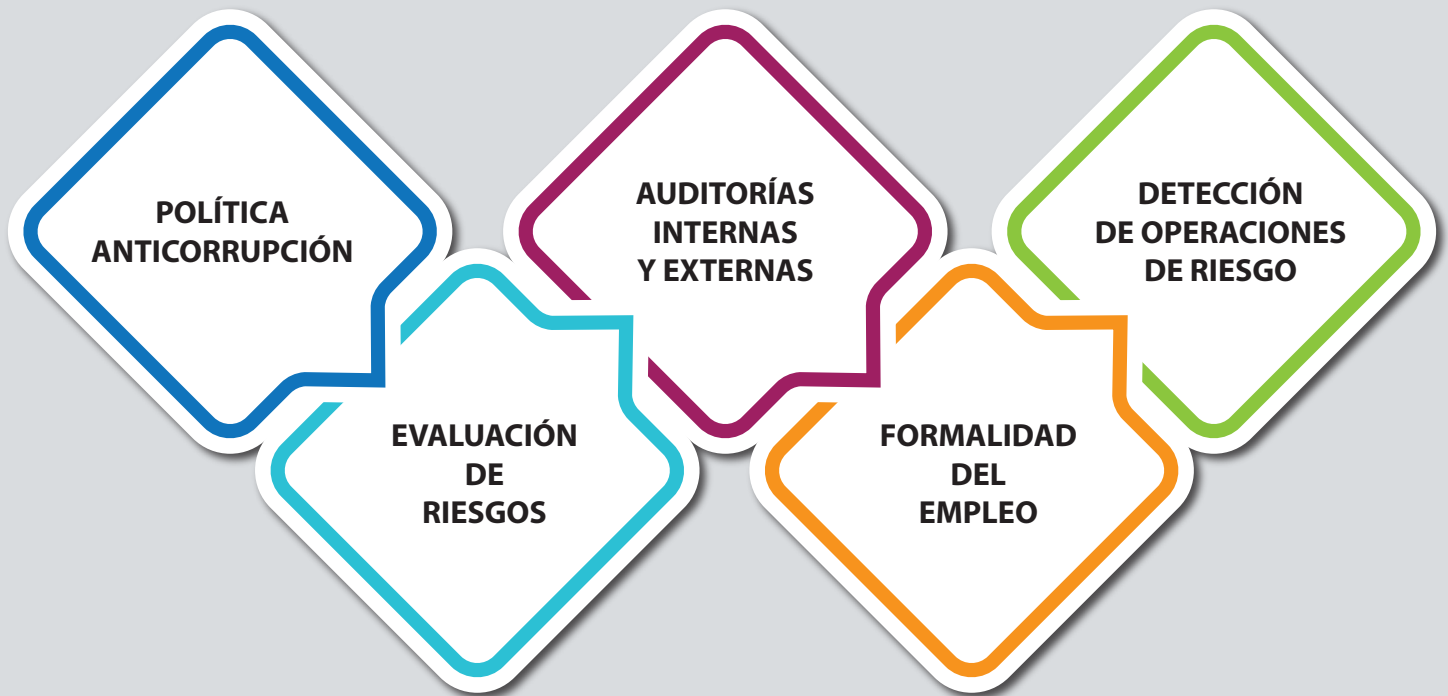 POLÍTICA
ANTICORRUPCIÓN
EVALUACIÓN
DE
RIESGOS
AUDITORÍAS
INTERNAS
Y EXTERNAS
FORMALIDAD
DEL
EMPLEO
DETECCIÓN
DE OPERACIONES
DE RIESGO